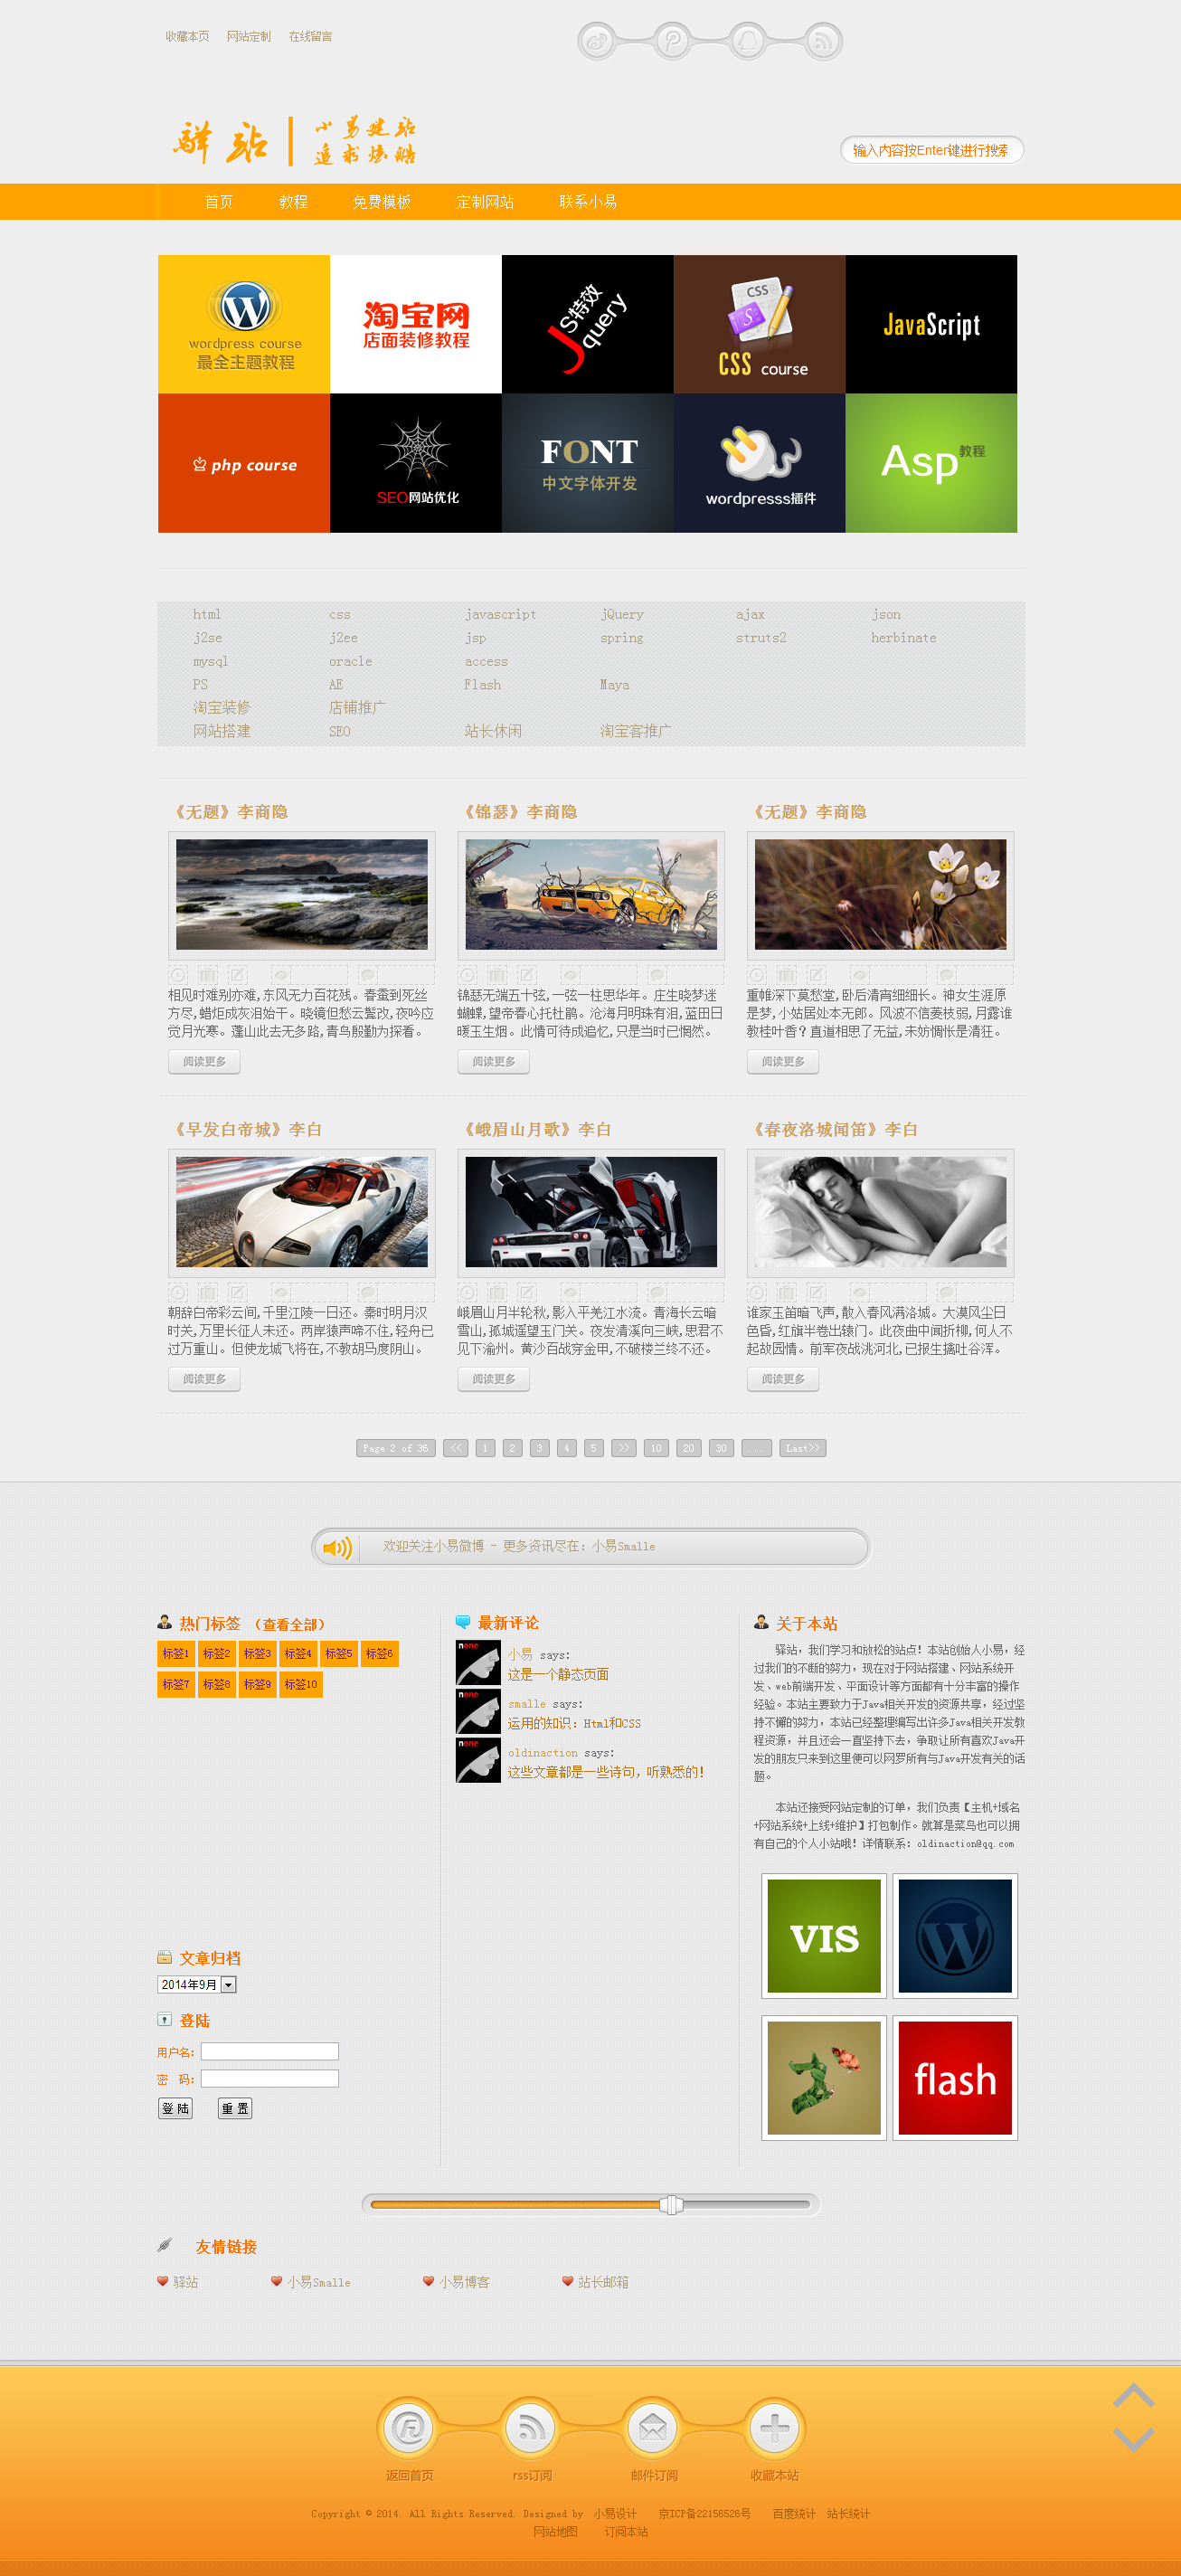 收藏本页 网站定制 在线留言
驿站 | 小易建站
追求炫酷
输入内容按Enter键进行搜索
首页 教程 免费模板 定制网站 联系小易
wordpress course
最全主题教程
淘宝网
店面装修教程
JS特效
Jquery
CSS
CSS course
JavaScript
php course
SEO网站优化
FONT
中文字体开发
wordpresss插件
Asp教程
html css javascript jQuery ajax json
j2se j2ee jsp spring struts2 herbinate
mysql oracle access
PS AE Flash Maya
淘宝装修 店铺推广
网站搭建 SEO 站长休闲 淘宝客推广
《无题》李商隐
相见时难别亦难,东风无力百花残。春蚕到死丝
方尽,蜡炬成灰泪始干。晓镜但愁云鬓改,夜吟应
觉月光寒。蓬山此去无多路,青鸟殷勤为探看。
阅读更多
《锦瑟》李商隐
锦瑟无端五十弦,一弦一柱思华年。庄生晓梦迷
蝴蝶,望帝春心托杜鹃。沧海月明珠有泪,蓝田日
暖玉生烟。此情可待成追忆,只是当时已惘然。
阅读更多
《无题》李商隐
重帷深下莫愁堂,卧后清宵细细长。神女生涯原
是梦,小姑居处本无郎。风波不信菱枝弱,月露谁
教桂叶香？直道相思了无益,未妨惆怅是清狂。
阅读更多
《早发白帝城》李白
朝辞白帝彩云间,千里江陵一日还。秦时明月汉
时关,万里长征人未还。两岸猿声啼不住,轻舟已
过万重山。但使龙城飞将在,不教胡马度阴山。
阅读更多
《峨眉山月歌》李白
峨眉山月半轮秋,影入平羌江水流。青海长云暗
雪山,孤城遥望玉门关。夜发清溪向三峡,思君不
见下渝州。黄沙百战穿金甲,不破楼兰终不还。
阅读更多
《春夜洛城闻笛》李白
谁家玉笛暗飞声,散入春风满洛城。大漠风尘日
色昏,红旗半卷出辕门。此夜曲中闻折柳,何人不
起故园情。前军夜战洮河北,已报生擒吐谷浑。
阅读更多
Page 2 of 36 << 1 2 3 4 5 >> 10 20 30 ... Last>>
欢迎关注小易微博 - 更多资讯尽在：小易Smalle
热门标签 （查看全部）
标签1 标签2 标签3 标签4 标签5 标签6
标签7 标签8 标签9 标签10
文章归档
2014年9月
登陆
用户名：
密 码：
登 陆 重 置
最新评论
none
小易 says:
这是一个静态页面
none
smalle says:
运用的知识：Html和CSS
none
oldinaction says:
这些文章都是一些诗句，听熟悉的！
关于本站
驿站，我们学习和放松的站点！本站创始人小易，经
过我们的不断的努力，现在对于网站搭建、网站系统开
发、web前端开发、平面设计等方面都有十分丰富的操作
经验。本站主要致力于Java相关开发的资源共享，经过坚
持不懈的努力，本站已经整理编写出许多Java相关开发教
程资源，并且还会一直坚持下去，争取让所有喜欢Java开
发的朋友只来到这里便可以网罗所有与Java开发有关的话
题。
本站还接受网站定制的订单，我们负责【主机+域名
+网站系统+上线+维护】打包制作。就算是菜鸟也可以拥
有自己的个人小站哦！详情联系：oldinaction@qq.com
VIS
flash
友情链接
驿站 小易Smalle 小易博客 站长邮箱
返回首页 rss订阅 邮件订阅 收藏本站
Copyright © 2014. All Rights Reserved. Designed by 小易设计 京ICP备22156526号 百度统计 站长统计
网站地图 订阅本站